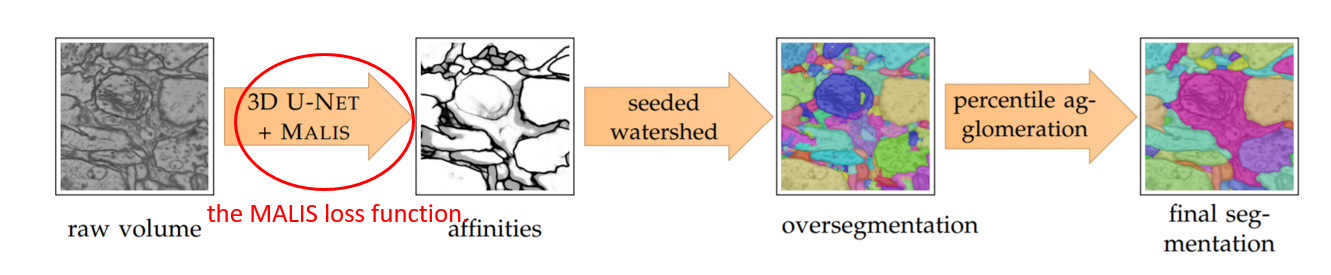 3D U-NET
+ MALIS
seeded
watershed
percentile ag-
glomeration
the MALIS loss function.
raw volume
affinities
oversegmentation
final seg-
mentation